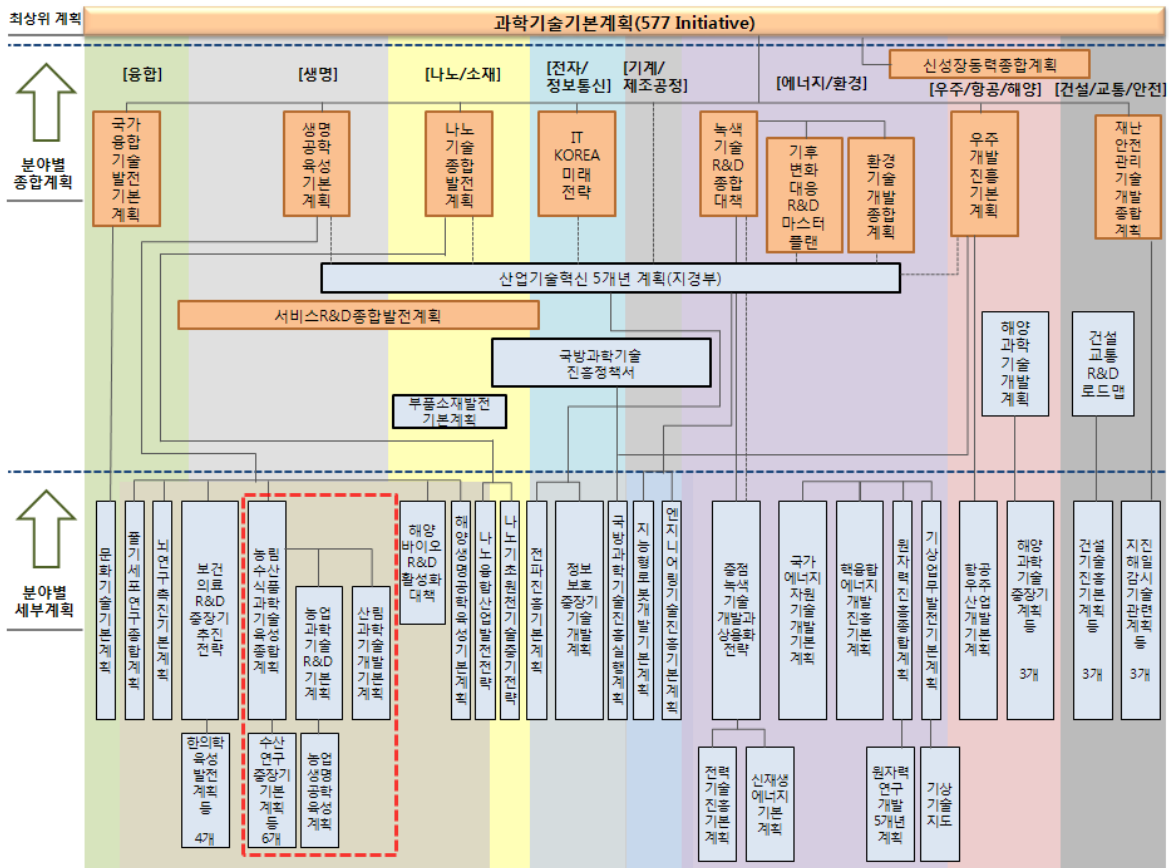 최상위 계획
과학기술기본계획(577 Initiative)
신성장동력종합계획
[융합]
[생명]
[나노/소재]
[전자/
정보통신]
[기계/
제조공정]
[에너지/환경]
[우주/항공/해양]
[건설/교통/안전]
분야별
종합계획
국가
융합
기술
발전
기본
계획
생명
공학
육성
기본
계획
나노
기술
종합
발전
계획
IT
KOREA
미래
전략
녹색
기술
R&D
종합
대책
기후
변화
대응
R&D
마스터
플랜
환경
기술
개발
종합
계획
우주
개발
진흥
기본
계획
재난
안전
관리
기술
개발
종합
계획
산업기술혁신 5개년 계획(지경부)
서비스R&D종합발전계획
국방과학기술
진흥정책서
부품소재발전
기본계획
해양
과학
기술
개발
계획
건설
교통
R&D
로드맵
분야별
세부계획
문화기술기본계획
줄기세포연구종합계획
뇌연구촉진기본계획
보건
의료
R&D
중장기
추진
전략
농림
수산
식품
과학
기술
육성
종합
계획
농업
과학
기술
R&D
기본
계획
산림
과학
기술
개발
기본
계획
해양
바이오
R&D
활성화
대책
해양생명공학육성기본계획
나노융합산업발전전략
나노기초원천기술중기전략
전파진흥기본계획
정보
보호
중장기
기술
개발
계획
국방과학기술진흥실행계획
지능형로봇개발기본계획
엔지니어링기술진흥기본계획
중점
녹색
기술
개발과
상용화
전략
국가
에너지
자원기
술개발
기본
계획
핵융합
에너지
개발
진흥
기본
계획
원자력진흥종합계획
기상업무발전기본계획
항공
우주
산업
개발
기본
계획
해양
과학
기술
중장기
계획
등
3개
건설
기술
진흥
기본
계획
등
3개
지진
해일
감시
기술
관련
계획
등
3개
한의학
육성
발전
계획
등
4개
수산
연구
중장기
기본
계획
등
6개
농업
생명
공학
육성
계획
전력
기술
진흥
기본
계획
신재생
에너지
기본
계획
원자력
연구
개발
5개년
계획
기상
기술
지도